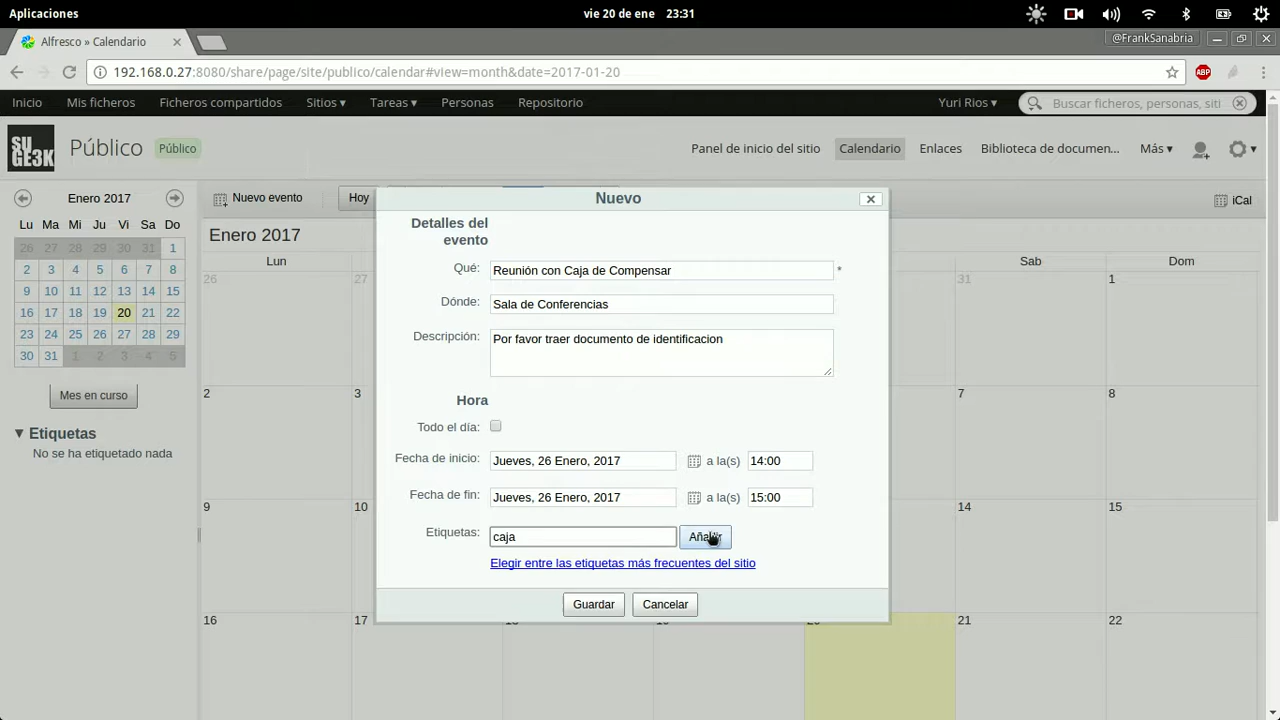 Aplicaciones
vie 20 de ene 23:31
Alfresco » Calendario
@FrankSanabria
192.168.0.27:8080/share/page/site/publico/calendar#view=month&date=2017-01-20
ABP
Inicio Mis ficheros Ficheros compartidos Sitios ▾ Tareas ▾ Personas Repositorio Yuri Rios ▾ Buscar ficheros, personas, siti
SU GE3K
Público Público Panel de inicio del sitio Calendario Enlaces Biblioteca de documen... Más ▾
Enero 2017
Nuevo evento Hoy iCal
Lu Ma Mi Ju Vi Sa Do
26 27 28 29 30 31 1
2 3 4 5 6 7 8
9 10 11 12 13 14 15
16 17 18 19 20 21 22
23 24 25 26 27 28 29
30 31 1 2 3 4 5
Mes en curso
▼ Etiquetas
No se ha etiquetado nada
Enero 2017
Lun Sab Dom
26 27 31 1
2 3 7 8
9 10 14 15
16 17 18 19 20 21 22
Nuevo
Detalles del
evento
Qué: Reunión con Caja de Compensar *
Dónde: Sala de Conferencias
Descripción: Por favor traer documento de identificacion
Hora
Todo el día:
Fecha de inicio: Jueves, 26 Enero, 2017 a la(s) 14:00
Fecha de fin: Jueves, 26 Enero, 2017 a la(s) 15:00
Etiquetas: caja Añadir
Elegir entre las etiquetas más frecuentes del sitio
Guardar Cancelar